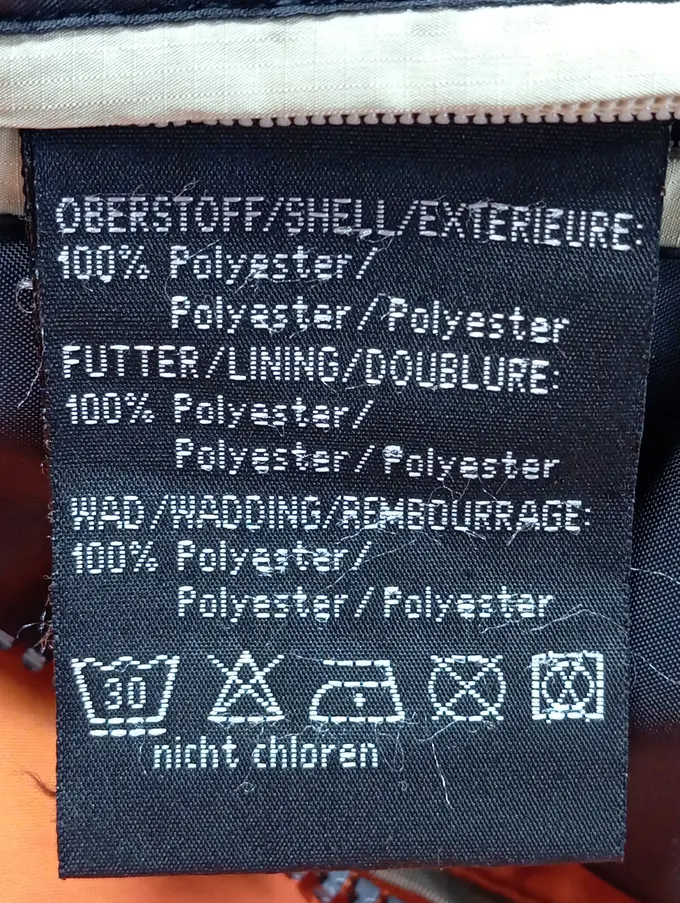 OBERSTOFF/SHELL/EXTERIEURE:
100% Polyester/
Polyester/Polyester
FUTTER/LINING/DOUBLURE:
100% Polyester/
Polyester/Polyester
WAD/WADDING/REMBOURRAGE:
100% Polyester/
Polyester/Polyester
30
nicht chloren